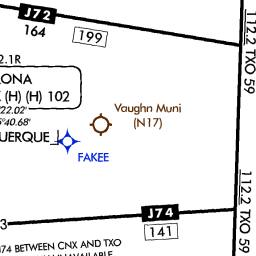 J72
164
199
112.2 TXO 59
2.1R
ONA
(H) (H) 102
22.02'
40.68'
UERQUE
Vaughn Muni
(N17)
FAKEE
112.2 TXO 59
3
J74
141
J74 BETWEEN CNX AND TXO
UNAVAILABLE